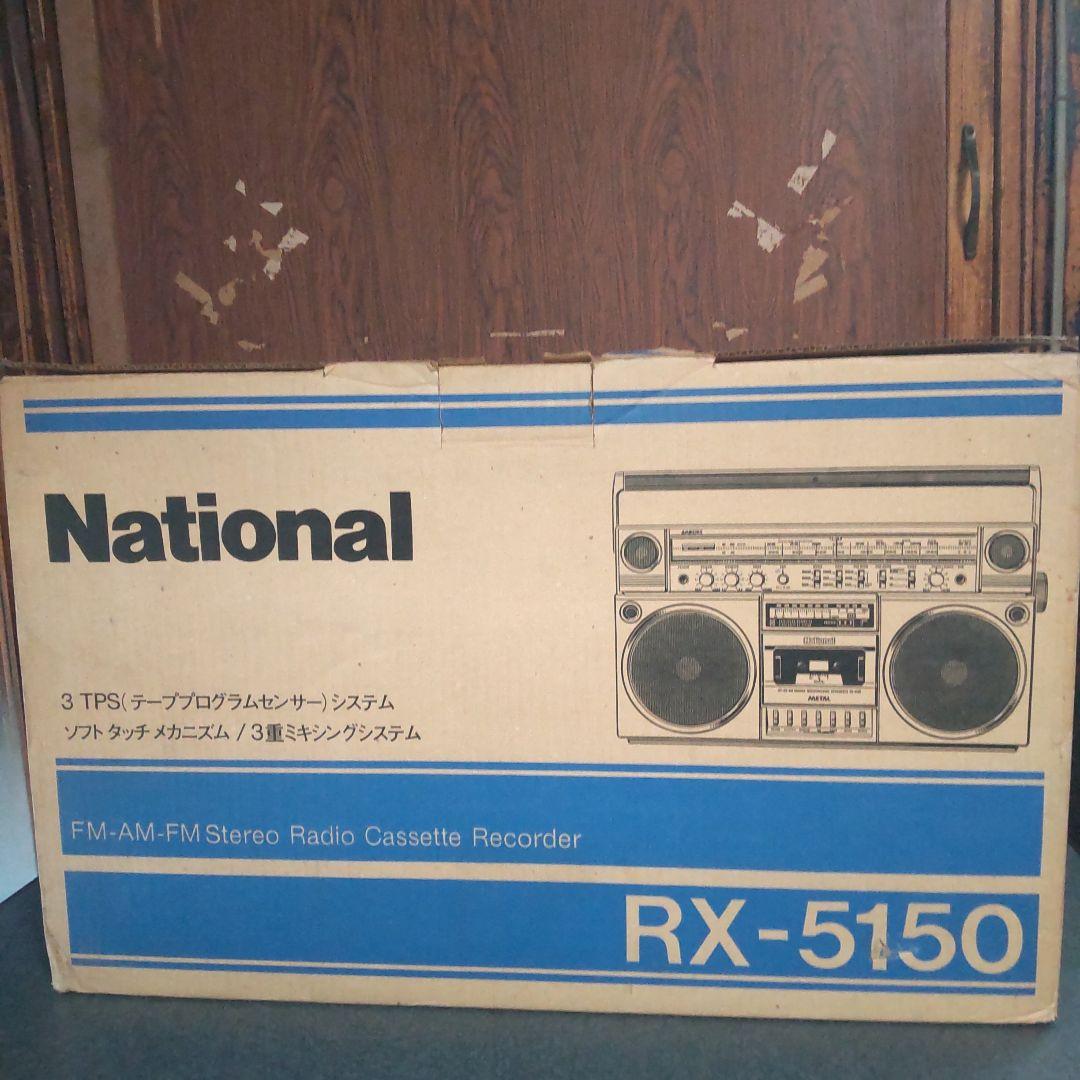 National
3 TPS(テーププログラムセンサー)システム
ソフトタッチメカニズム / 3重ミキシングシステム
National
METAL
FM-AM-FM Stereo Radio Cassette Recorder
RX-5150